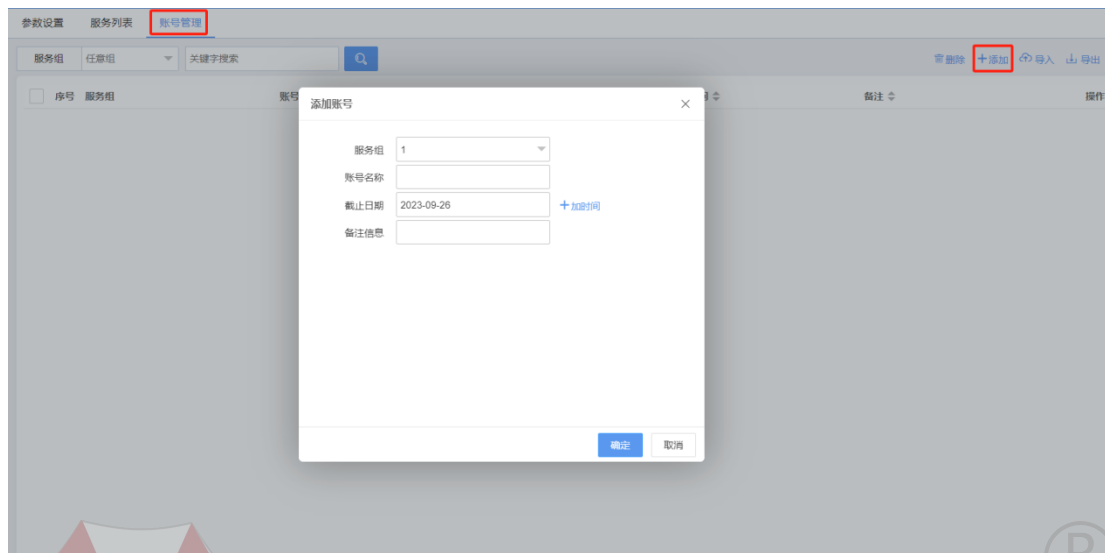 参数设置 服务列表 账号管理
服务组 任意组 关键字搜索 删除 添加 导入 导出
序号 服务组 账号 备注 操作
添加账号
服务组 1
账号名称
截止日期 2023-09-26 加时间
备注信息
确定 取消
R